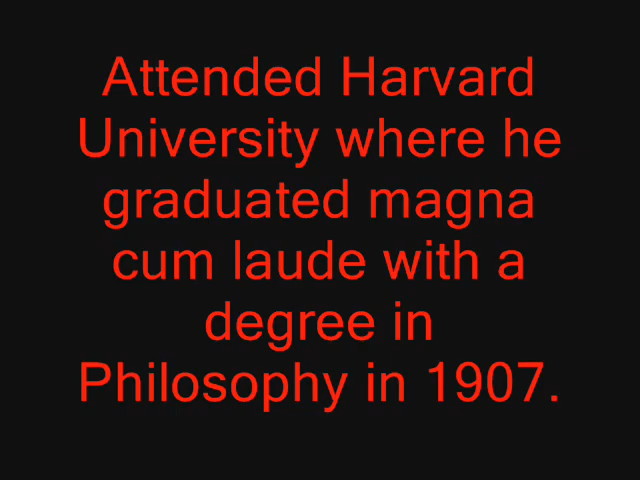 Attended Harvard
University where he
graduated magna
cum laude with a
degree in
Philosophy in 1907.